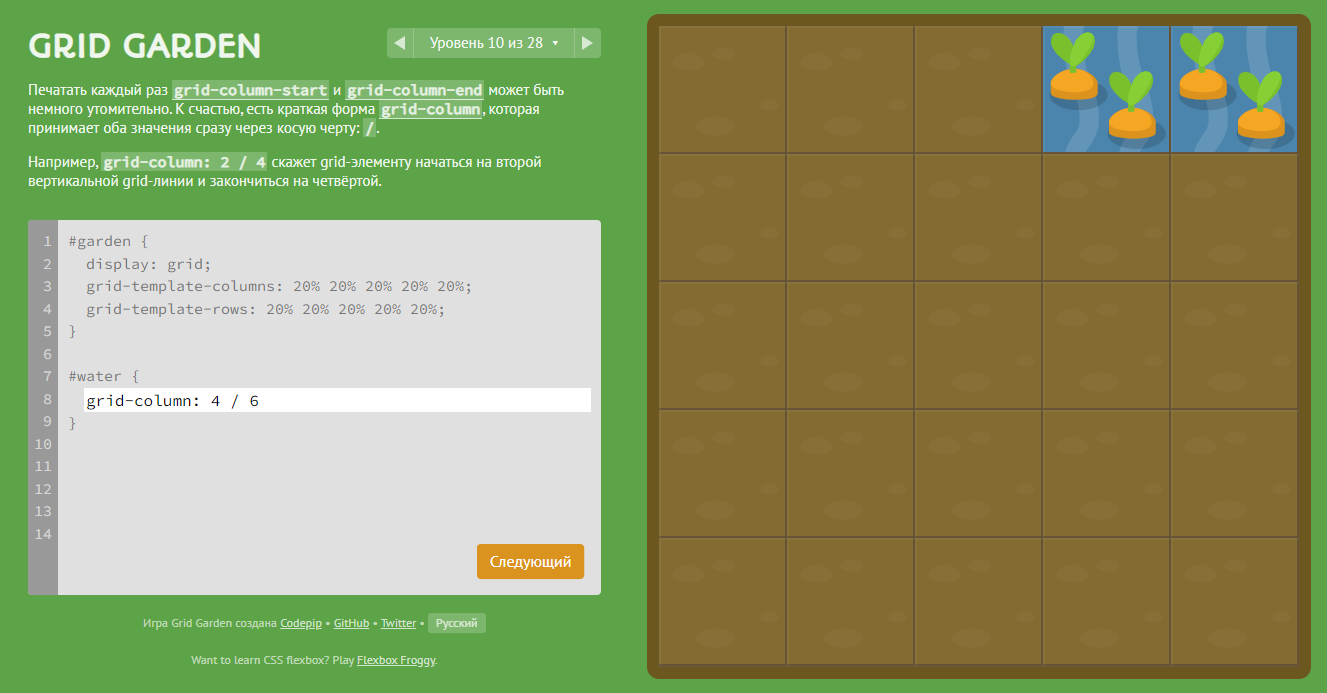 GRID GARDEN
◀ Уровень 10 из 28 ▾ ▶
Печатать каждый раз grid-column-start и grid-column-end может быть
немного утомительно. К счастью, есть краткая форма grid-column, которая
принимает оба значения сразу через косую черту: /.
Например, grid-column: 2 / 4 скажет grid-элементу начаться на второй
вертикальной grid-линии и закончиться на четвёртой.
1 #garden {
2   display: grid;
3   grid-template-columns: 20% 20% 20% 20% 20%;
4   grid-template-rows: 20% 20% 20% 20% 20%;
5 }
6
7 #water {
8   grid-column: 4 / 6
9 }
10
11
12
13
14
Следующий
Игра Grid Garden создана Codepip • GitHub • Twitter • Русский
Want to learn CSS flexbox? Play Flexbox Froggy.